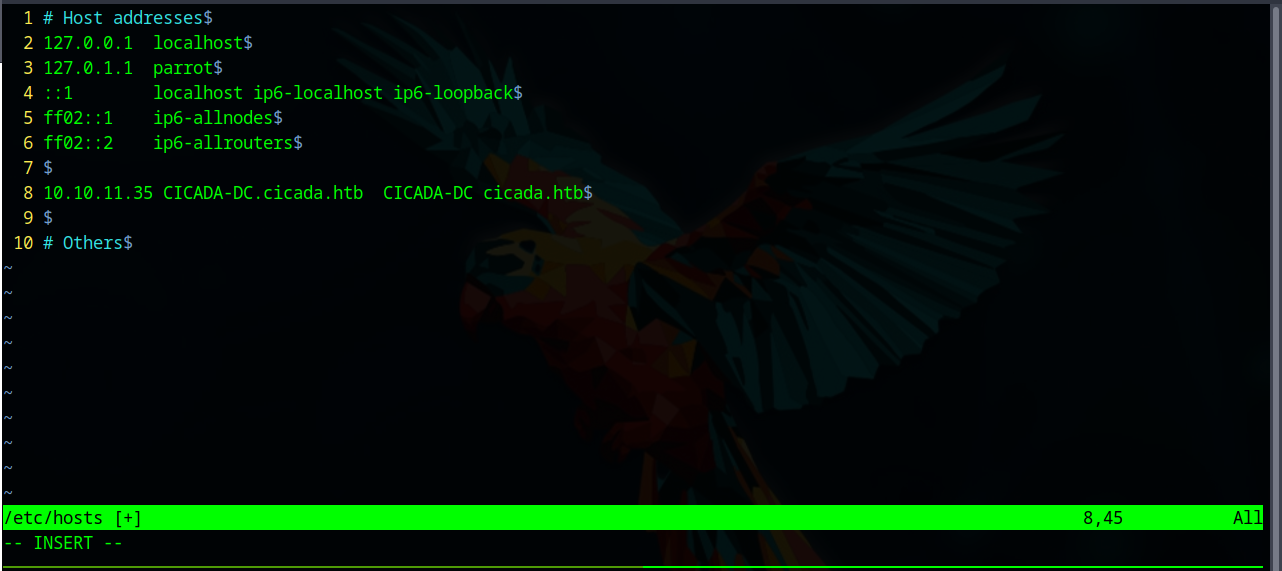 1 # Host addresses$
2 127.0.0.1  localhost$
3 127.0.1.1  parrot$
4 ::1        localhost ip6-localhost ip6-loopback$
5 ff02::1    ip6-allnodes$
6 ff02::2    ip6-allrouters$
7 $
8 10.10.11.35 CICADA-DC.cicada.htb  CICADA-DC cicada.htb$
9 $
10 # Others$
~
~
~
~
~
~
~
~
~
~
/etc/hosts [+] 8,45 All
-- INSERT --